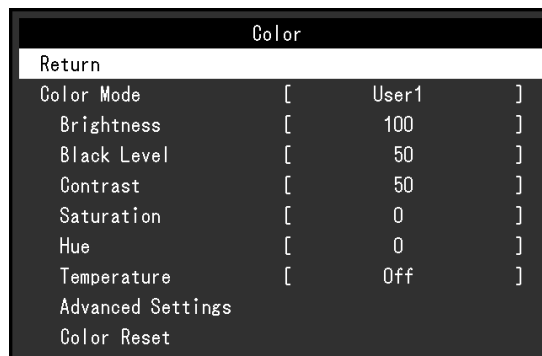 Color
Return
Color Mode [ User1 ]
Brightness [ 100 ]
Black Level [ 50 ]
Contrast [ 50 ]
Saturation [ 0 ]
Hue [ 0 ]
Temperature [ Off ]
Advanced Settings
Color Reset